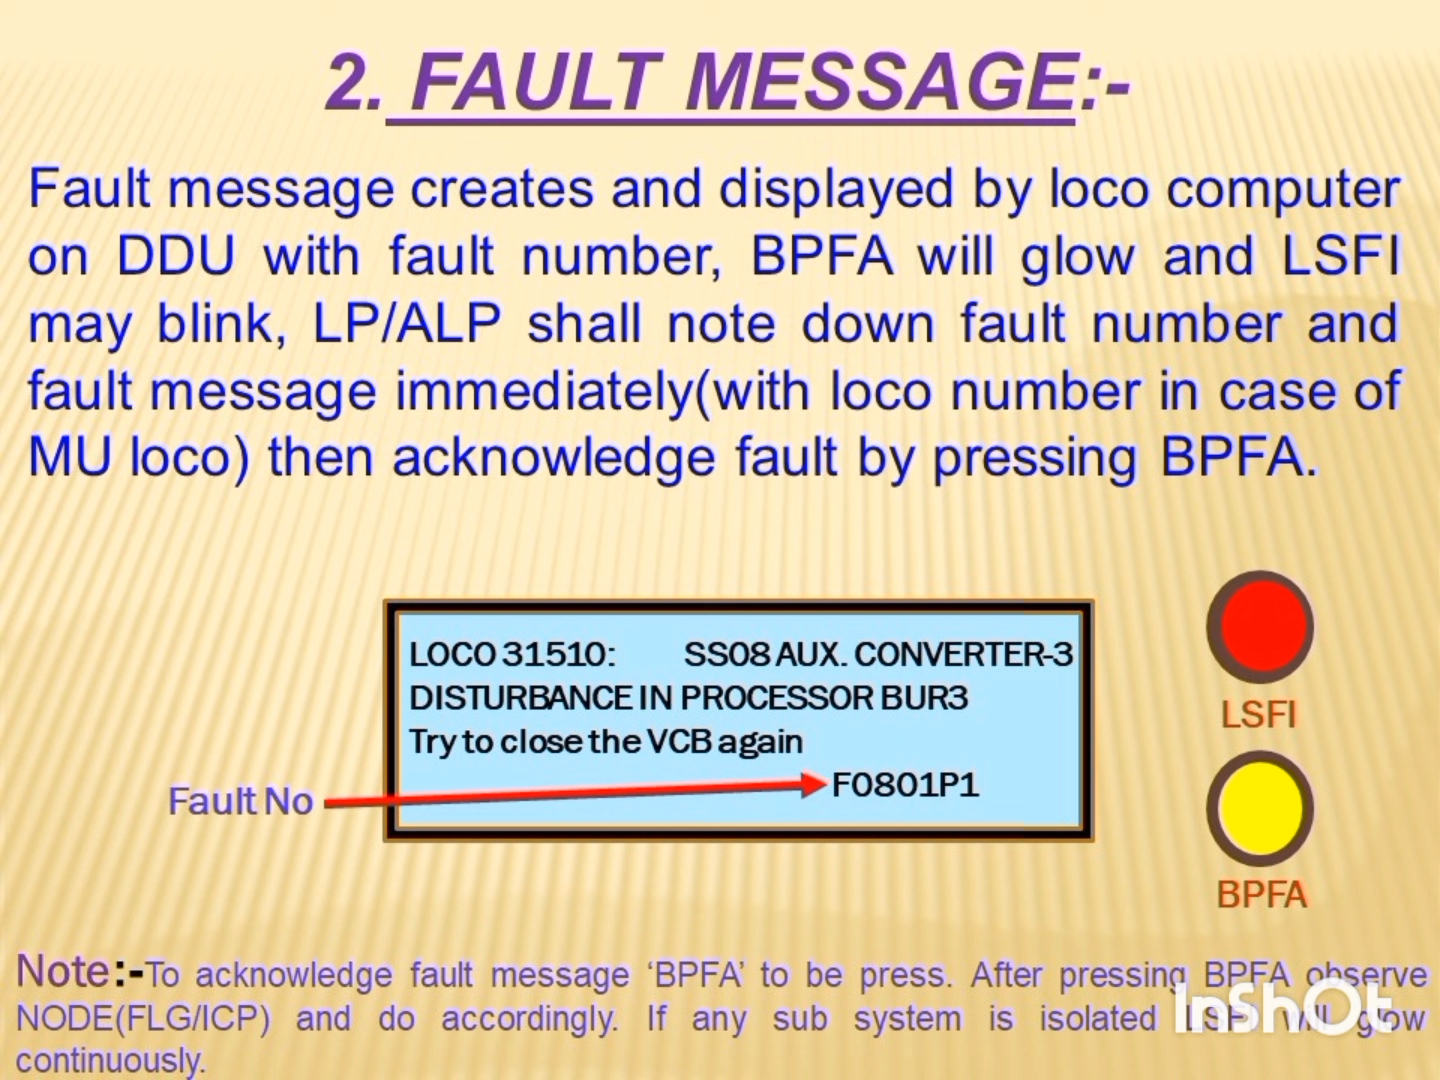 2. FAULT MESSAGE:-
Fault message creates and displayed by loco computer
on DDU with fault number, BPFA will glow and LSFI
may blink, LP/ALP shall note down fault number and
fault message immediately(with loco number in case of
MU loco) then acknowledge fault by pressing BPFA.
LOCO 31510: SS08 AUX. CONVERTER-3
DISTURBANCE IN PROCESSOR BUR3
Try to close the VCB again
F0801P1
Fault No
LSFI
BPFA
Note:-To acknowledge fault message ‘BPFA’ to be press. After pressing BPFA observe
NODE(FLG/ICP) and do accordingly. If any sub system is isolated LSFI will glow
continuously.
InShOt